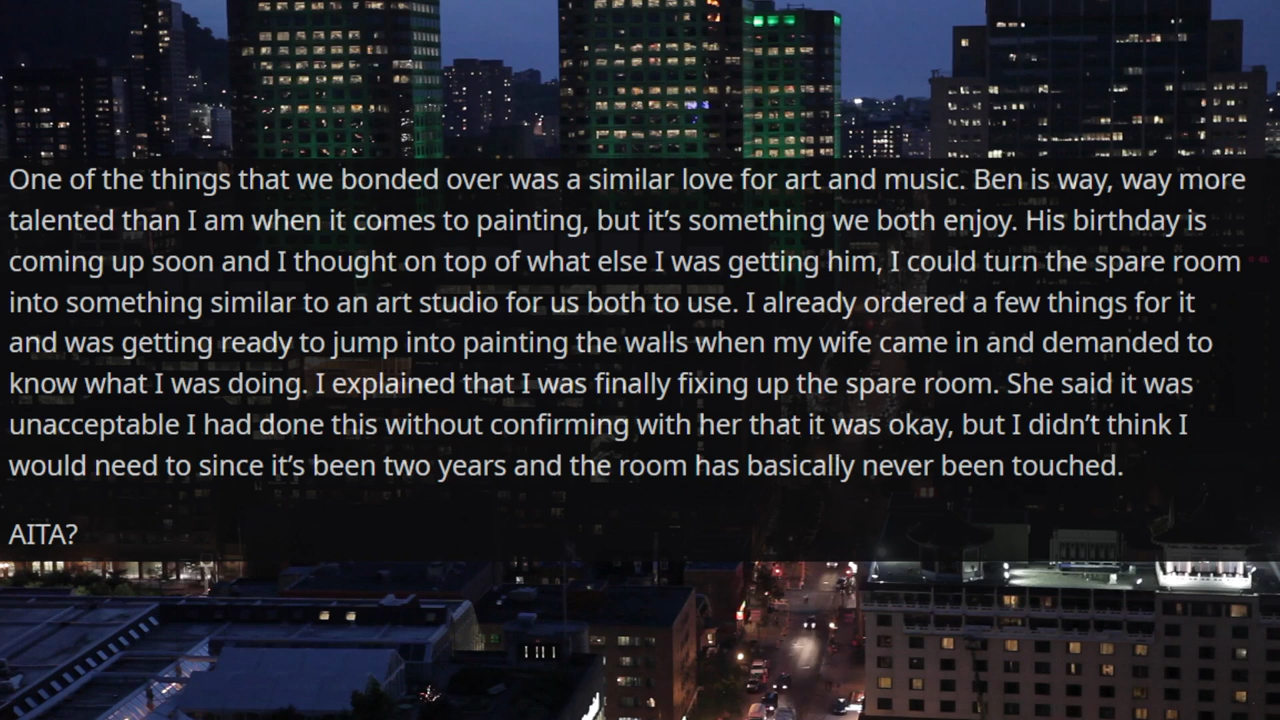 One of the things that we bonded over was a similar love for art and music. Ben is way, way more
talented than I am when it comes to painting, but it’s something we both enjoy. His birthday is
coming up soon and I thought on top of what else I was getting him, I could turn the spare room
into something similar to an art studio for us both to use. I already ordered a few things for it
and was getting ready to jump into painting the walls when my wife came in and demanded to
know what I was doing. I explained that I was finally fixing up the spare room. She said it was
unacceptable I had done this without confirming with her that it was okay, but I didn’t think I
would need to since it’s been two years and the room has basically never been touched.
AITA?